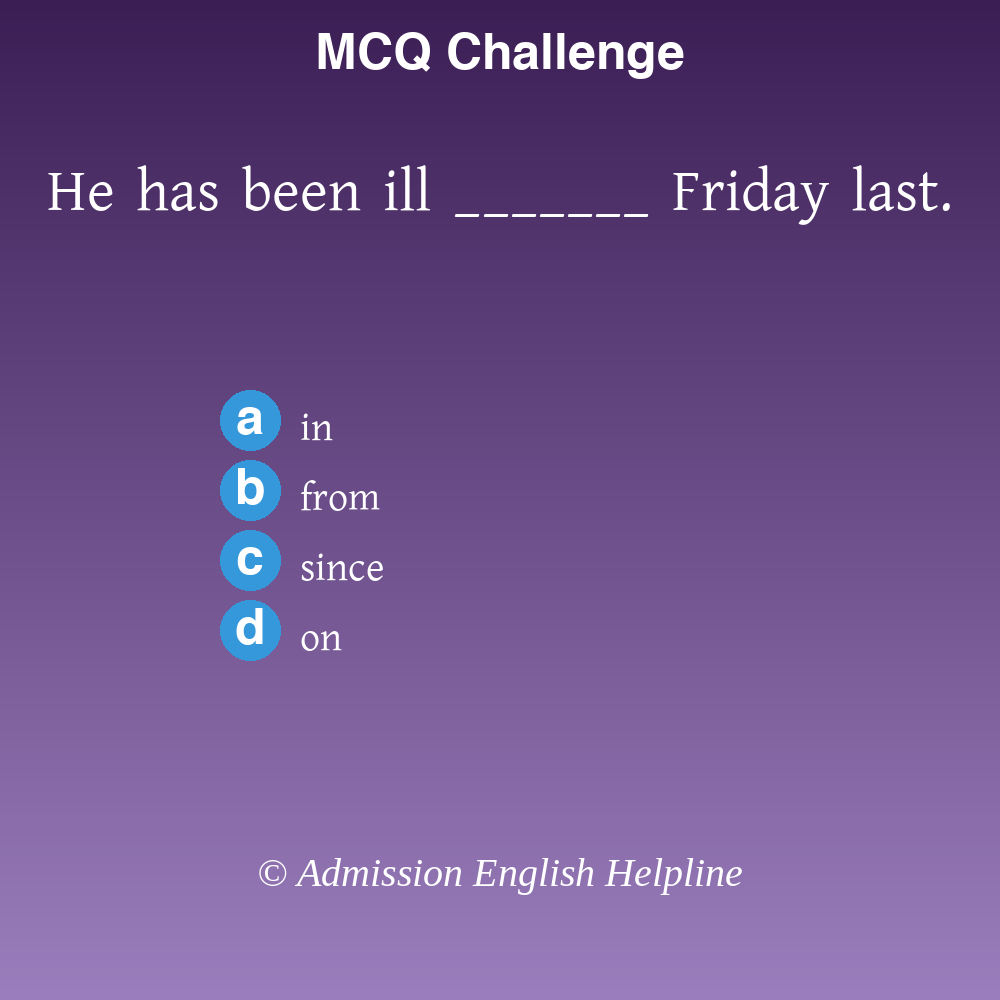 MCQ Challenge
He has been ill _______ Friday last.
a in
b from
c since
d on
© Admission English Helpline